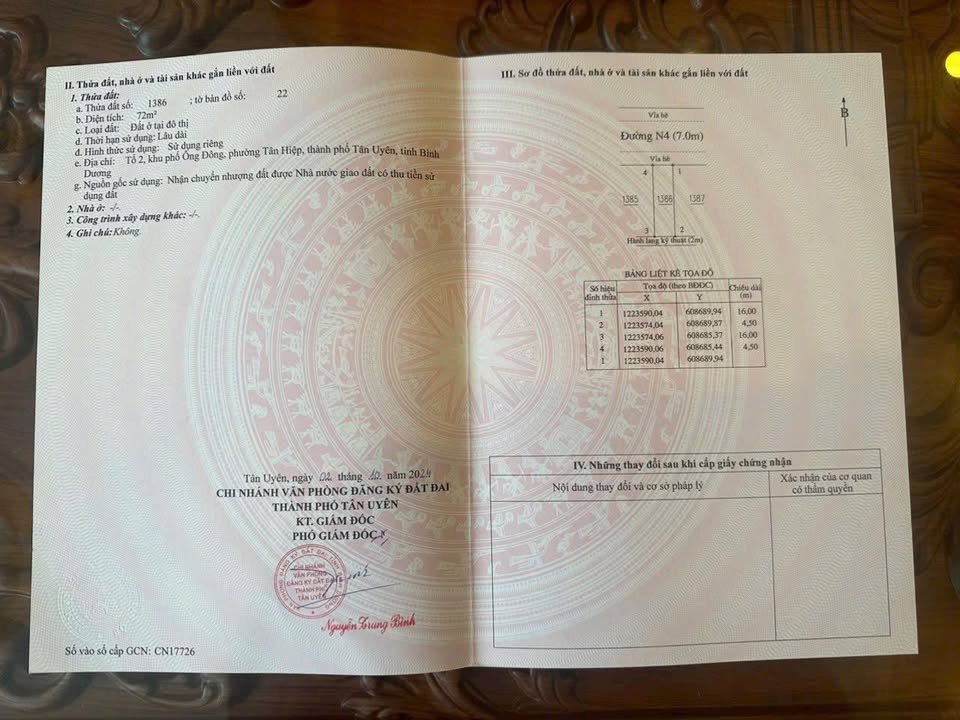 II. Thửa đất, nhà ở và tài sản khác gắn liền với đất
1. Thửa đất:
a. Thửa đất số: 1386 ; tờ bản đồ số: 22
b. Diện tích: 72m²
c. Loại đất: Đất ở tại đô thị
d. Thời hạn sử dụng: Lâu dài
đ. Hình thức sử dụng: Sử dụng riêng
e. Địa chỉ: Tổ 2, khu phố Ông Đông, phường Tân Hiệp, thành phố Tân Uyên, tỉnh Bình
Dương
g. Nguồn gốc sử dụng: Nhận chuyển nhượng đất được Nhà nước giao đất có thu tiền sử
dụng đất
2. Nhà ở: -/-.
3. Công trình xây dựng khác: -/-.
4. Ghi chú: Không.
Tân Uyên, ngày 02 tháng 10 năm 2024
CHI NHÁNH VĂN PHÒNG ĐĂNG KÝ ĐẤT ĐAI
THÀNH PHỐ TÂN UYÊN
KT. GIÁM ĐỐC
PHÓ GIÁM ĐỐC
CHI NHÁNH
VĂN PHÒNG
ĐĂNG KÝ ĐẤT ĐAI
THÀNH PHỐ
TÂN UYÊN
Nguyễn Trung Bình
Số vào sổ cấp GCN: CN17726
III. Sơ đồ thửa đất, nhà ở và tài sản khác gắn liền với đất
B
Vỉa hè
Đường N4 (7.0m)
Vỉa hè
4 1
1385 1386 1387
3 2
Hành lang kỹ thuật (2m)
BẢNG LIỆT KÊ TỌA ĐỘ
Số hiệu đỉnh thửa Tọa độ (theo BĐĐC) Chiều dài (m)
X Y
1 1223590,04 608689,94 16,00
2 1223574,04 608689,87 4,50
3 1223574,06 608685,37 16,00
4 1223590,06 608685,44 4,50
1 1223590,04 608689,94
IV. Những thay đổi sau khi cấp giấy chứng nhận
Nội dung thay đổi và cơ sở pháp lý
Xác nhận của cơ quan
có thẩm quyền